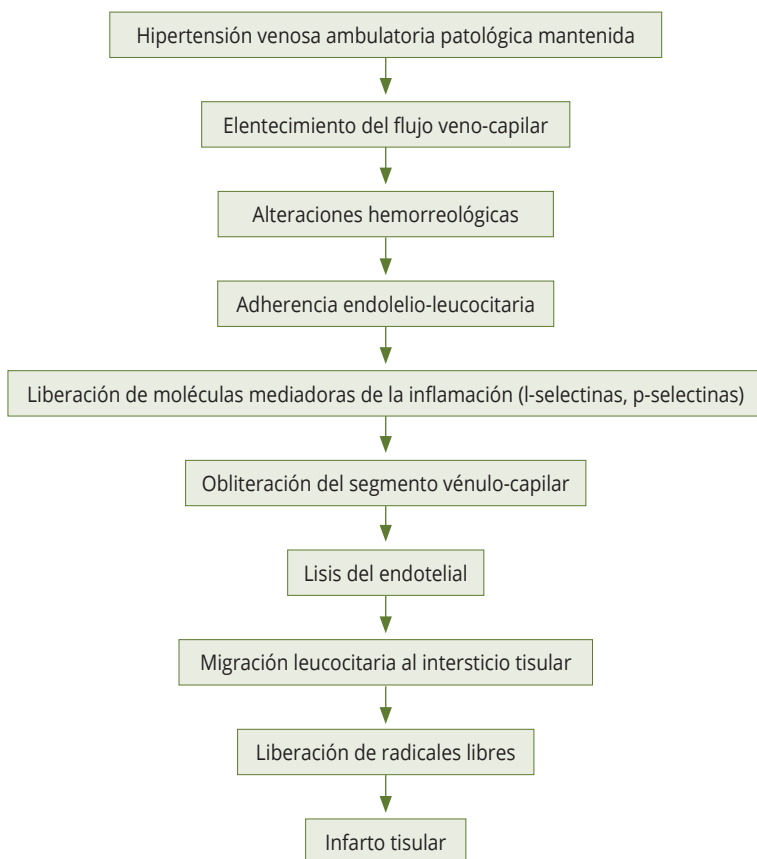 Hipertensión venosa ambulatoria patológica mantenida
Elentecimiento del flujo veno-capilar
Alteraciones hemorreológicas
Adherencia endolelio-leucocitaria
Liberación de moléculas mediadoras de la inflamación (l-selectinas, p-selectinas)
Obliteración del segmento vénulo-capilar
Lisis del endotelial
Migración leucocitaria al intersticio tisular
Liberación de radicales libres
Infarto tisular